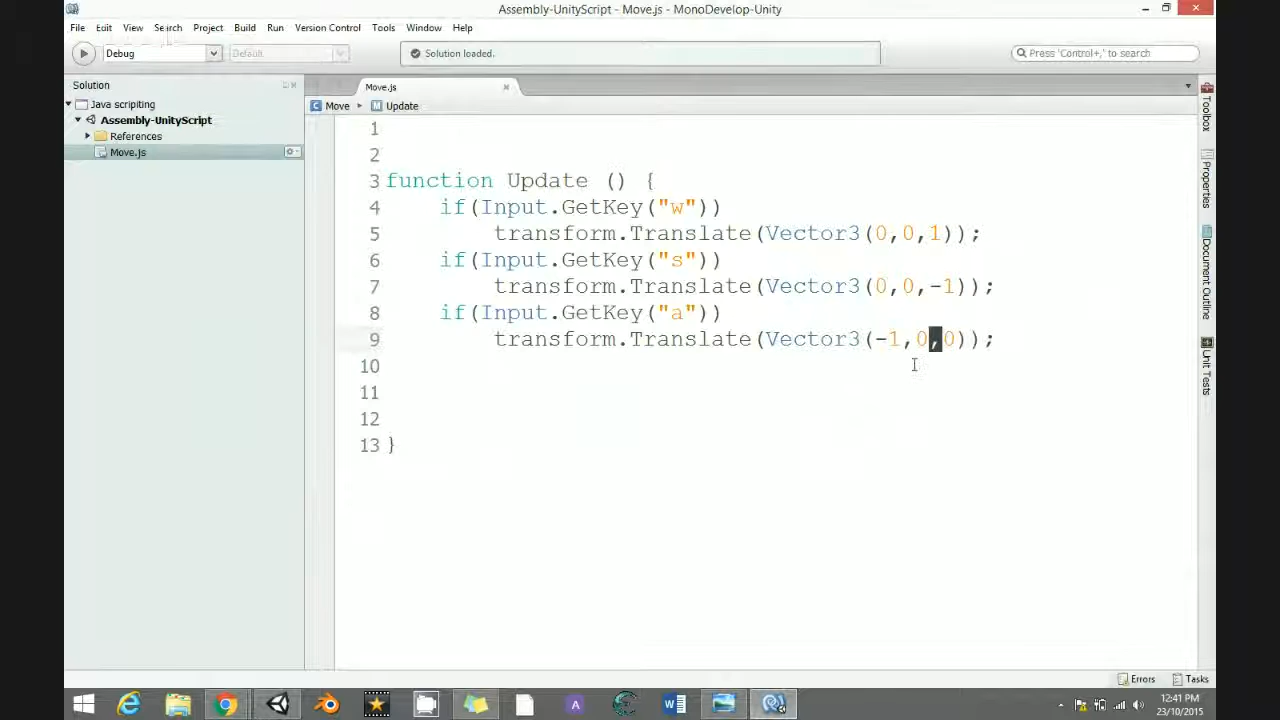 Assembly-UnityScript - Move.js - MonoDevelop-Unity
File Edit View Search Project Build Run Version Control Tools Window Help
Debug Default Solution loaded. Press 'Control+,' to search
Solution
Java scripiting
Assembly-UnityScript
References
Move.js
Move.js
C Move M Update
1
2
3 function Update () {
4 if(Input.GetKey("w"))
5 transform.Translate(Vector3(0,0,1));
6 if(Input.GetKey("s"))
7 transform.Translate(Vector3(0,0,-1));
8 if(Input.GetKey("a"))
9 transform.Translate(Vector3(-1,0,0));
10
11
12
13 }
Toolbox
Properties
Document Outline
Unit Tests
Errors Tasks
12:41 PM
23/10/2015